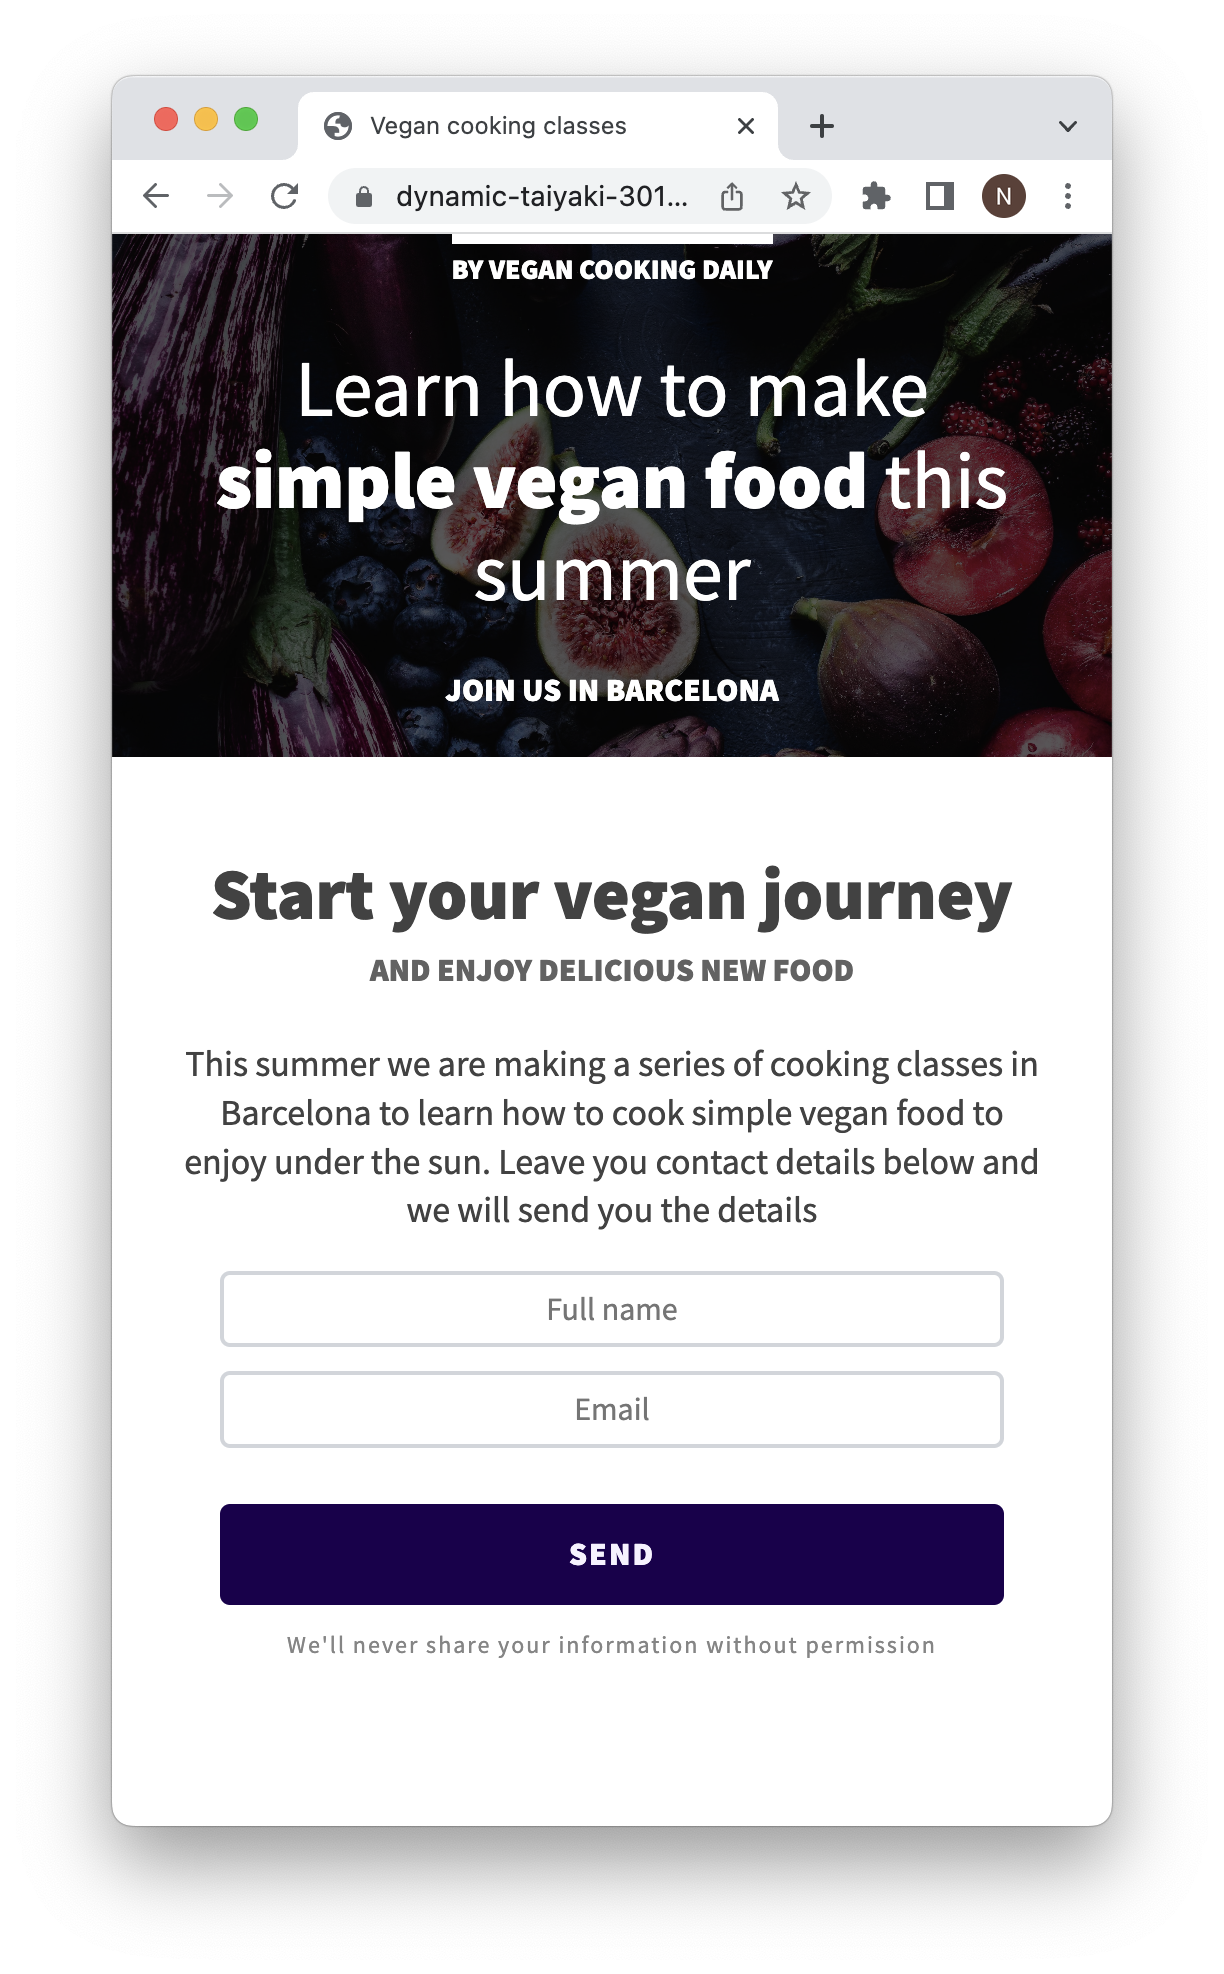 Vegan cooking classes
dynamic-taiyaki-301...
N
BY VEGAN COOKING DAILY
Learn how to make
simple vegan food this
summer
JOIN US IN BARCELONA
Start your vegan journey
AND ENJOY DELICIOUS NEW FOOD
This summer we are making a series of cooking classes in
Barcelona to learn how to cook simple vegan food to
enjoy under the sun. Leave you contact details below and
we will send you the details
Full name
Email
SEND
We'll never share your information without permission